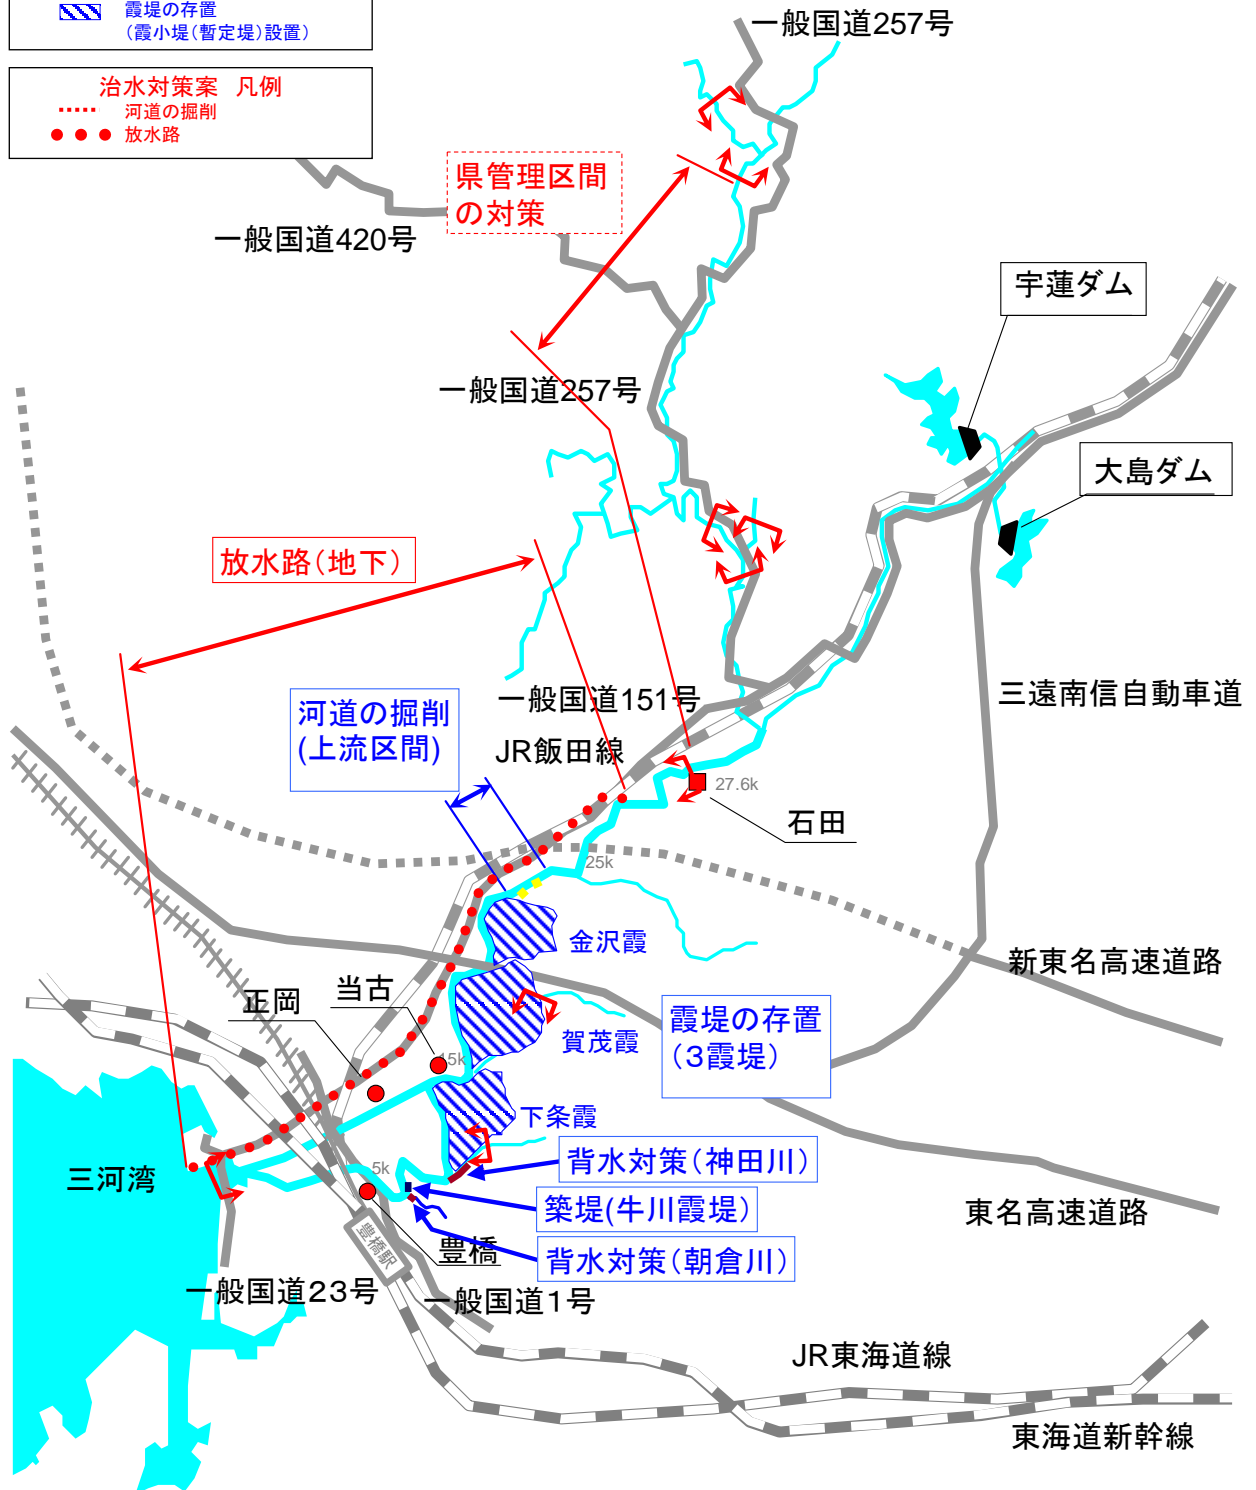 霞堤の存置
(霞小堤(暫定堤)設置)
治水対策案 凡例
河道の掘削
放水路
一般国道257号
県管理区間
の対策
一般国道420号
宇蓮ダム
一般国道257号
大島ダム
放水路(地下)
三遠南信自動車道
一般国道151号
河道の掘削
(上流区間)
JR飯田線
27.6k
石田
25k
金沢霞
新東名高速道路
当古
正岡
霞堤の存置
(3霞堤)
賀茂霞
15k
下条霞
背水対策(神田川)
5k
三河湾
築堤(牛川霞堤)
東名高速道路
豊橋
豊橋駅
背水対策(朝倉川)
一般国道23号
一般国道1号
JR東海道線
東海道新幹線